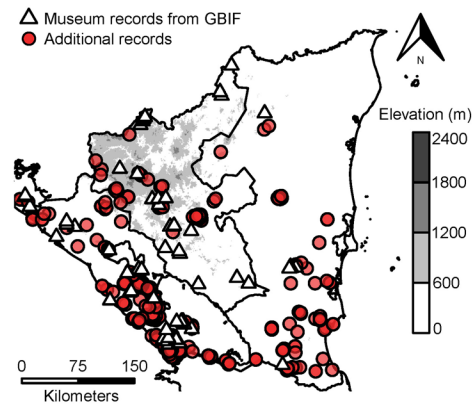 Museum records from GBIF
Additional records
N
Elevation (m)
2400
1800
1200
600
0
0 75 150
Kilometers